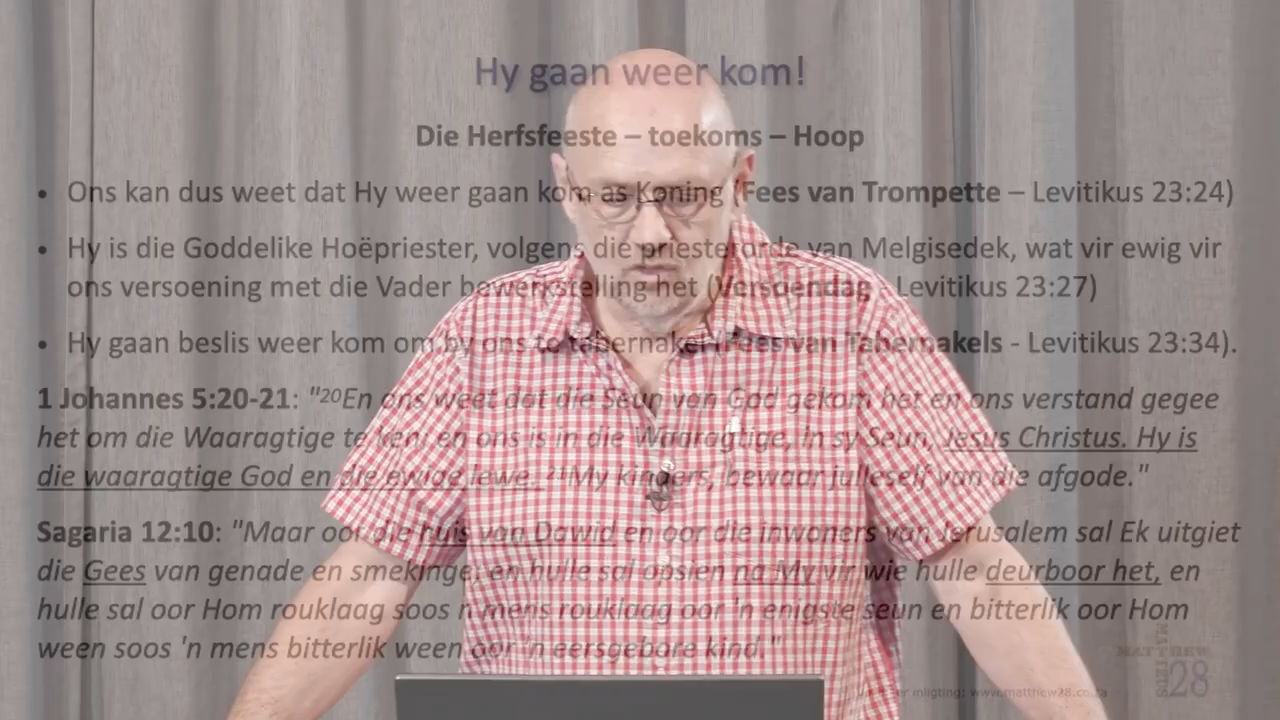 Hy gaan weer kom!
Die Herfsfeeste – toekoms – Hoop
• Ons kan dus weet dat Hy weer gaan kom as Koning (Fees van Trompette – Levitikus 23:24)
• Hy is die Goddelike Hoëpriester, volgens die priesterorde van Melgisedek, wat vir ewig vir
ons versoening met die Vader bewerkstelling het (Versoendag - Levitikus 23:27)
• Hy gaan beslis weer kom om by ons te tabernakel (Fees van Tabernakels - Levitikus 23:34).
1 Johannes 5:20-21: "20En ons weet dat die Seun van God gekom het en ons verstand gegee
het om die Waaragtige te ken; en ons is in die Waaragtige, in sy Seun, Jesus Christus. Hy is
die waaragtige God en die ewige lewe. 21My kinders, bewaar julleself van die afgode."
Sagaria 12:10: "Maar oor die huis van Dawid en oor die inwoners van Jerusalem sal Ek uitgiet
die Gees van genade en smekinge, en hulle sal opsien na My vir wie hulle deurboor het, en
hulle sal oor Hom rouklaag soos 'n mens rouklaag oor 'n enigste seun en bitterlik oor Hom
ween soos 'n mens bitterlik ween oor 'n eersgebore kind."
MATTHEW
28
inligting: www.matthew28.co.za